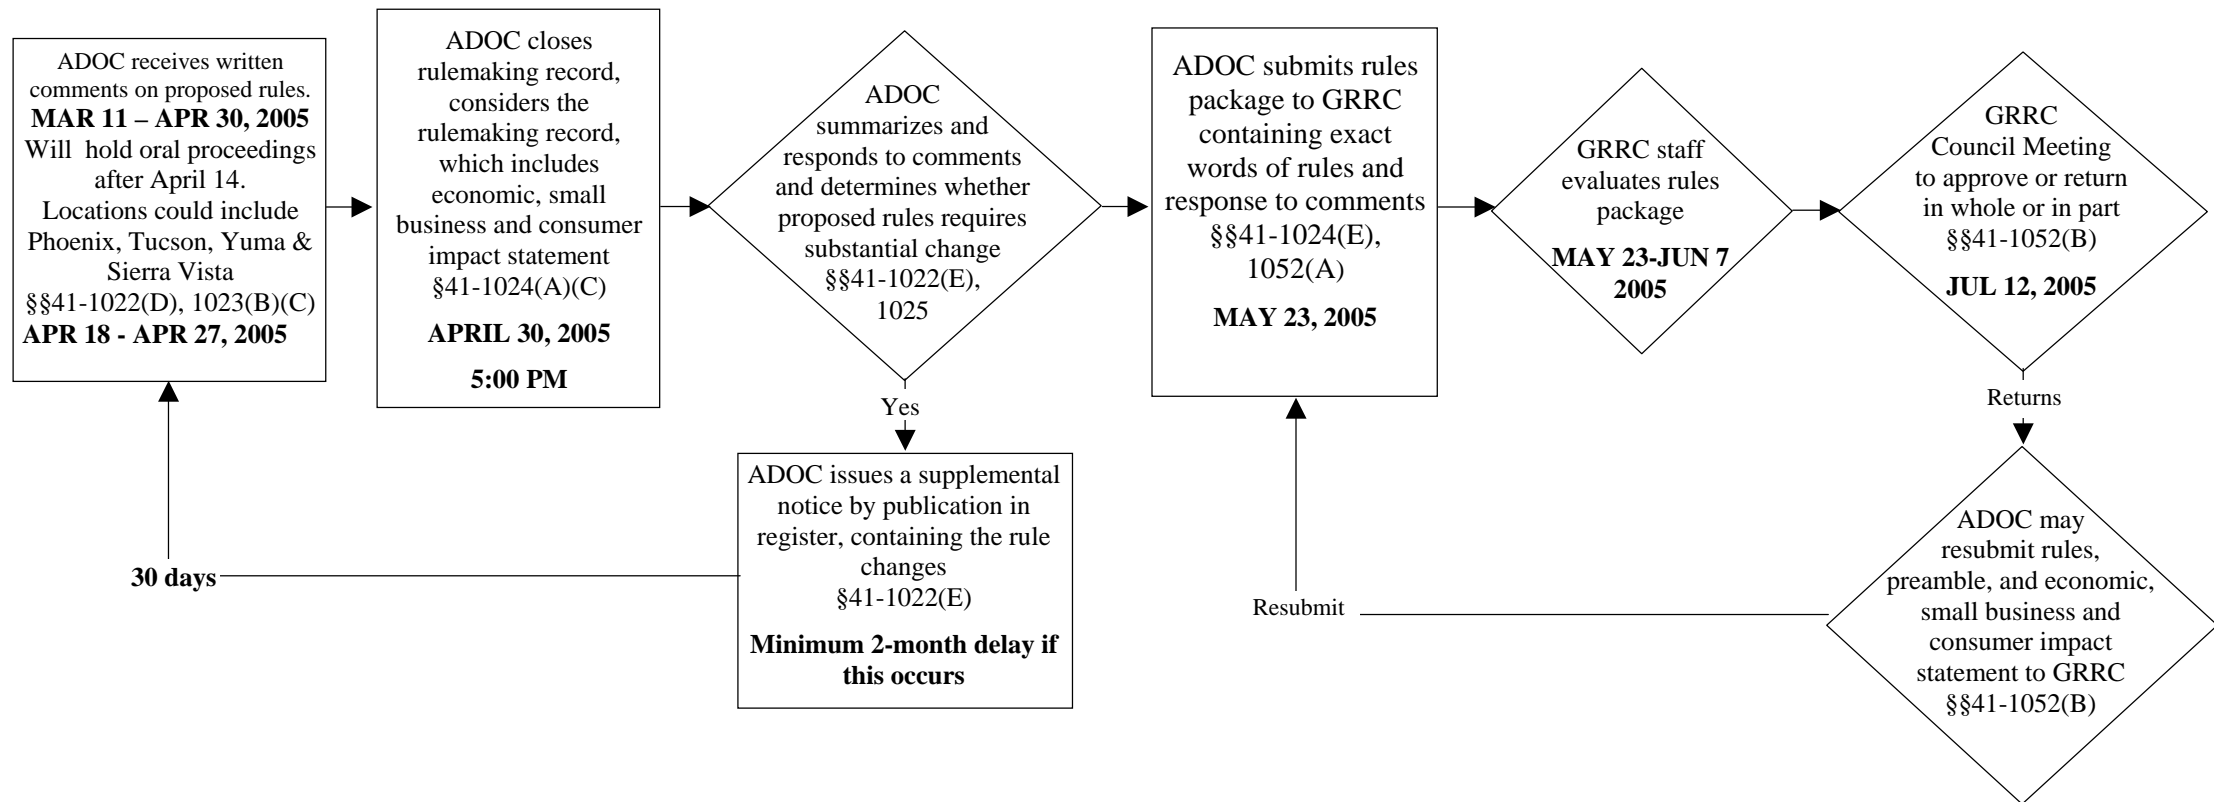 ADOC receives written
comments on proposed rules.
MAR 11 – APR 30, 2005
Will hold oral proceedings
after April 14.
Locations could include
Phoenix, Tucson, Yuma &
Sierra Vista
§§41-1022(D), 1023(B)(C)
APR 18 - APR 27, 2005
ADOC closes
rulemaking record,
considers the
rulemaking record,
which includes
economic, small
business and consumer
impact statement
§41-1024(A)(C)
APRIL 30, 2005
5:00 PM
ADOC
summarizes and
responds to comments
and determines whether
proposed rules requires
substantial change
§§41-1022(E),
1025
Yes
ADOC issues a supplemental
notice by publication in
register, containing the rule
changes
§41-1022(E)
Minimum 2-month delay if
this occurs
30 days
ADOC submits rules
package to GRRC
containing exact
words of rules and
response to comments
§§41-1024(E),
1052(A)
MAY 23, 2005
GRRC staff
evaluates rules
package
MAY 23-JUN 7
2005
GRRC
Council Meeting
to approve or return
in whole or in part
§§41-1052(B)
JUL 12, 2005
Returns
ADOC may
resubmit rules,
preamble, and economic,
small business and
consumer impact
statement to GRRC
§§41-1052(B)
Resubmit